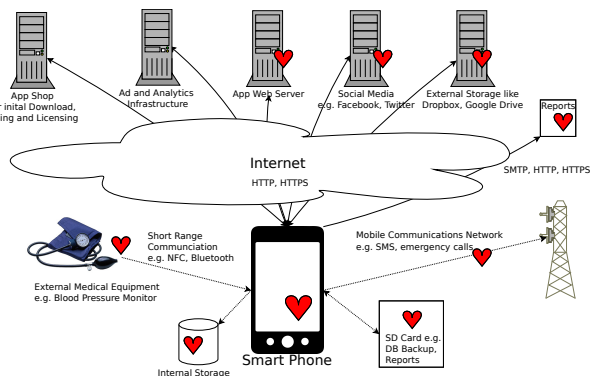 App Shop
inital Download,
ing and Licensing
Ad and Analytics
Infrastructure
App Web Server
Social Media
e.g. Facebook, Twitter
External Storage like
Dropbox, Google Drive
Reports
Internet
HTTP, HTTPS
SMTP, HTTP, HTTPS
Short Range
Communciation
e.g. NFC, Bluetooth
Mobile Communications Network
e.g. SMS, emergency calls
External Medical Equipment
e.g. Blood Pressure Monitor
SD Card e.g.
DB Backup,
Reports
Smart Phone
Internal Storage